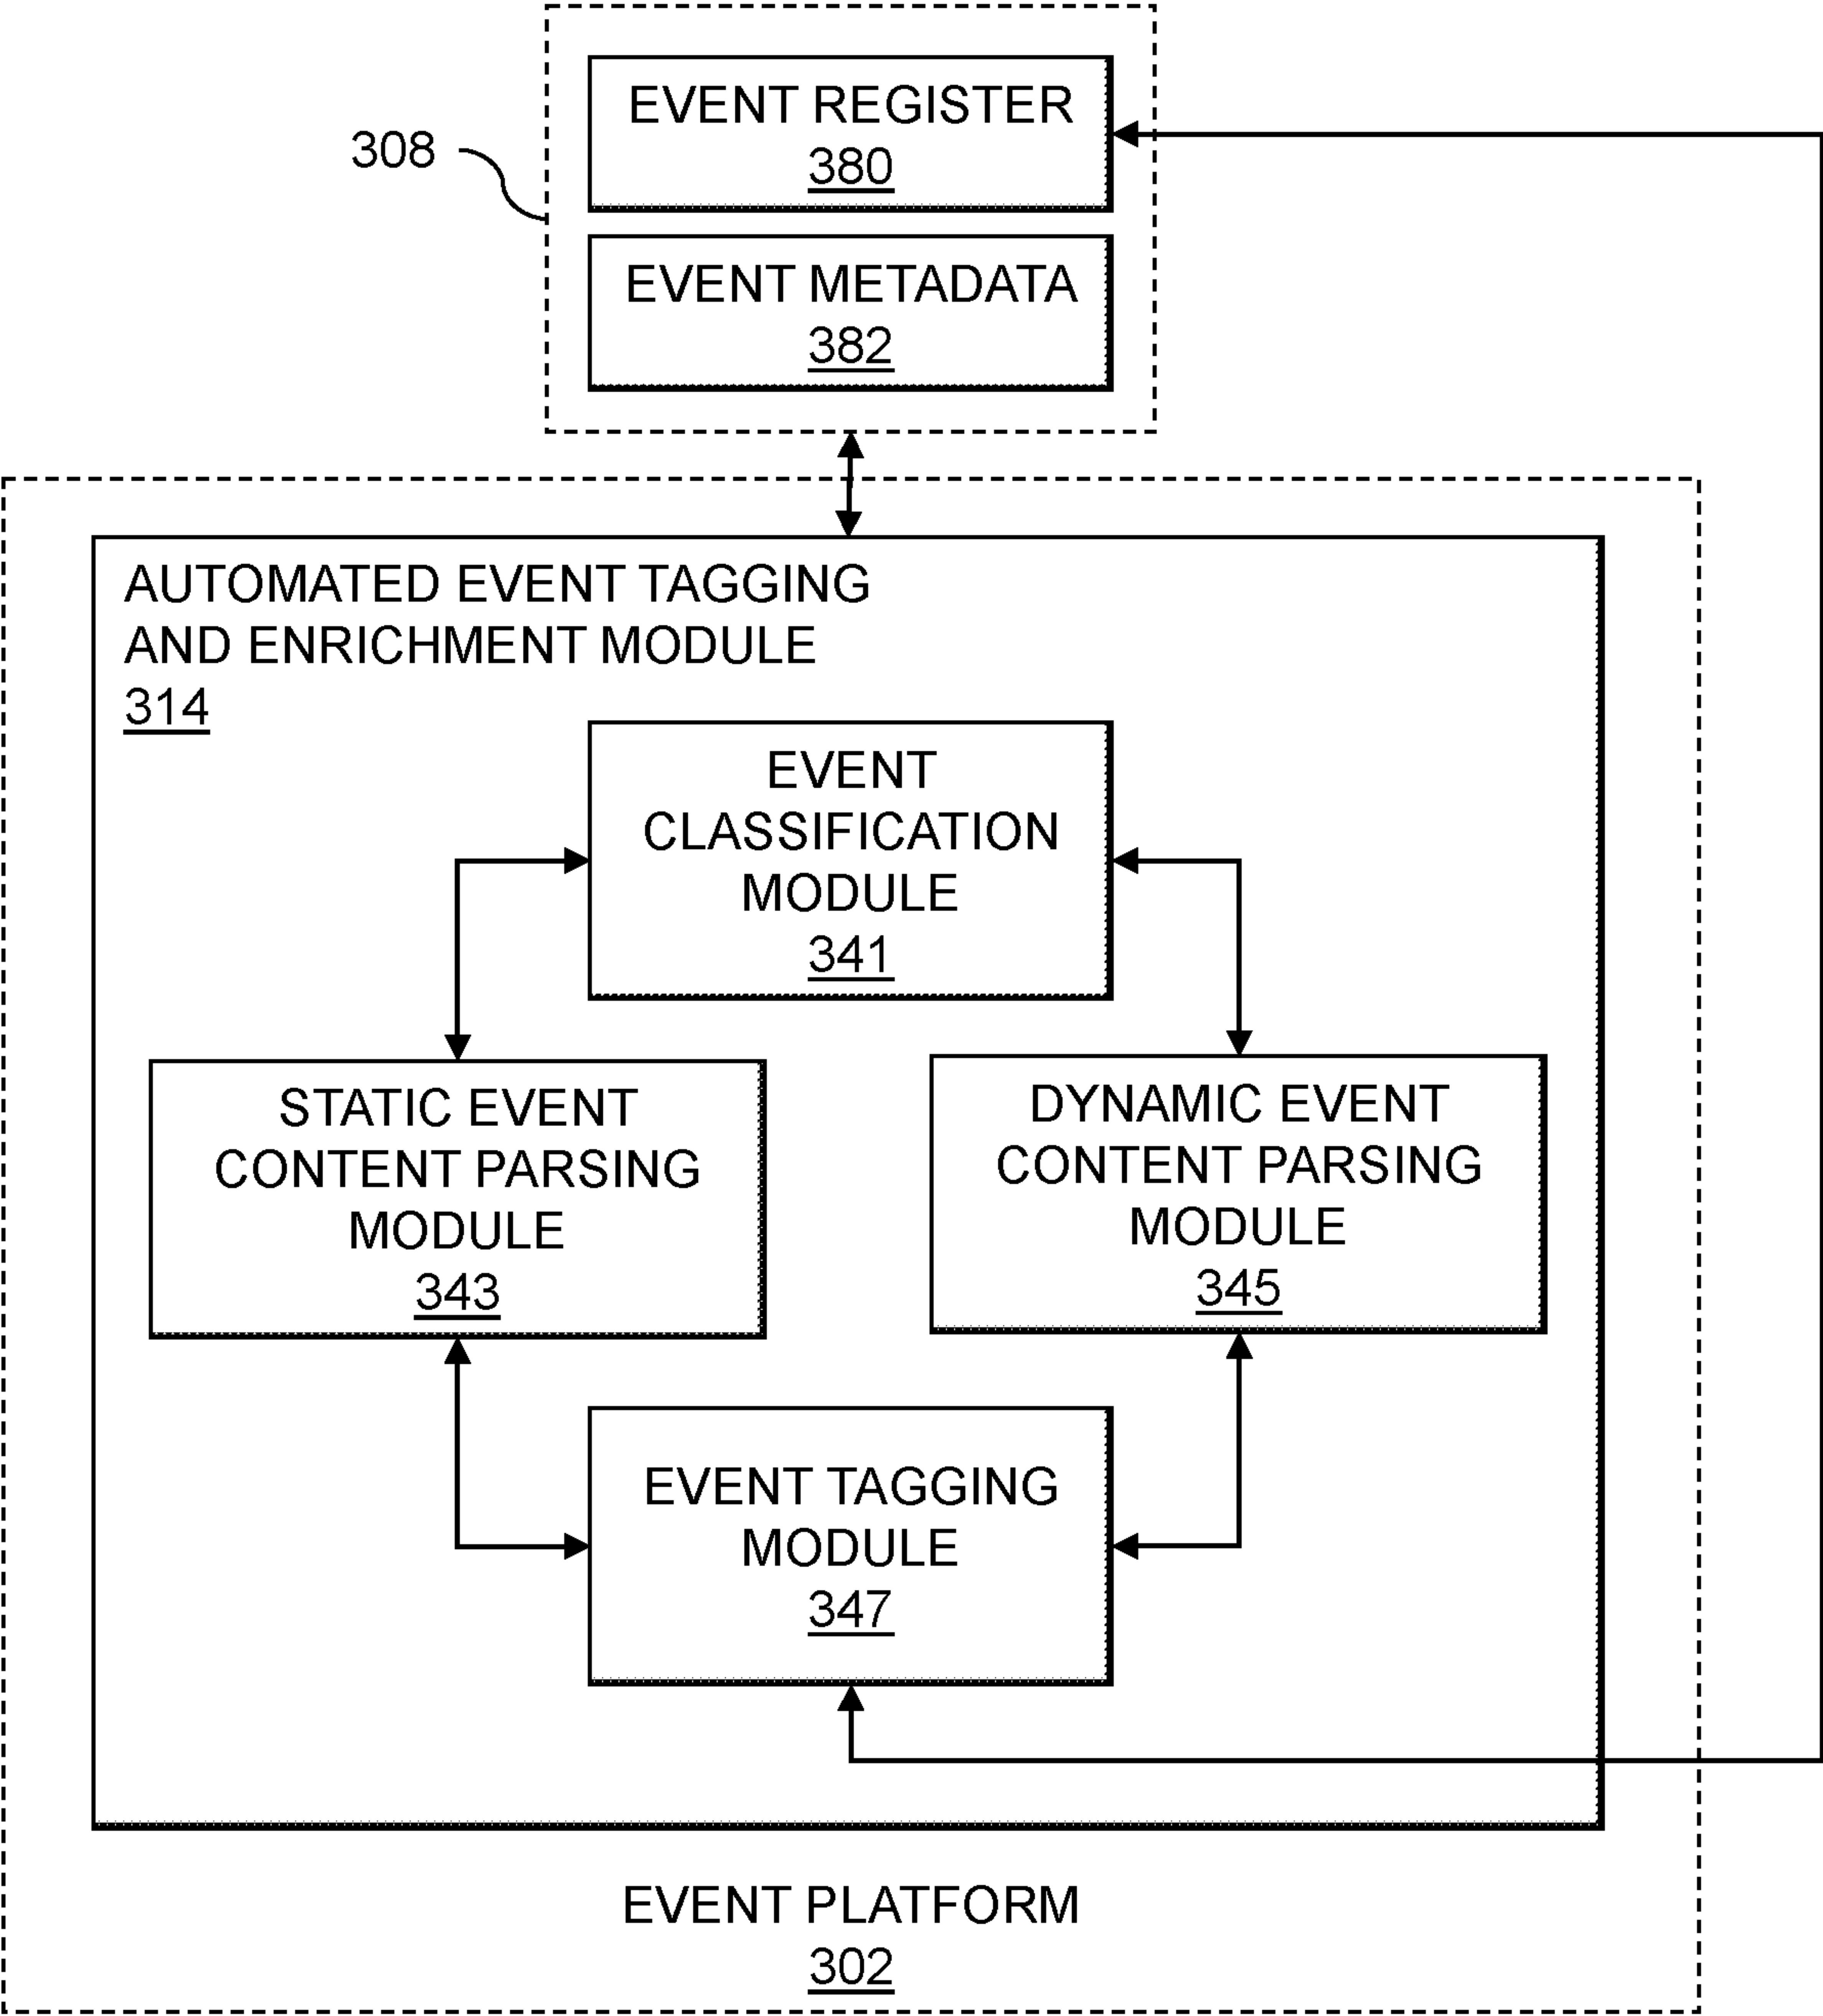 EVENT REGISTER
380
308
EVENT METADATA
382
AUTOMATED EVENT TAGGING
AND ENRICHMENT MODULE
314
EVENT
CLASSIFICATION
MODULE
341
STATIC EVENT
CONTENT PARSING
MODULE
343
DYNAMIC EVENT
CONTENT PARSING
MODULE
345
EVENT TAGGING
MODULE
347
EVENT PLATFORM
302